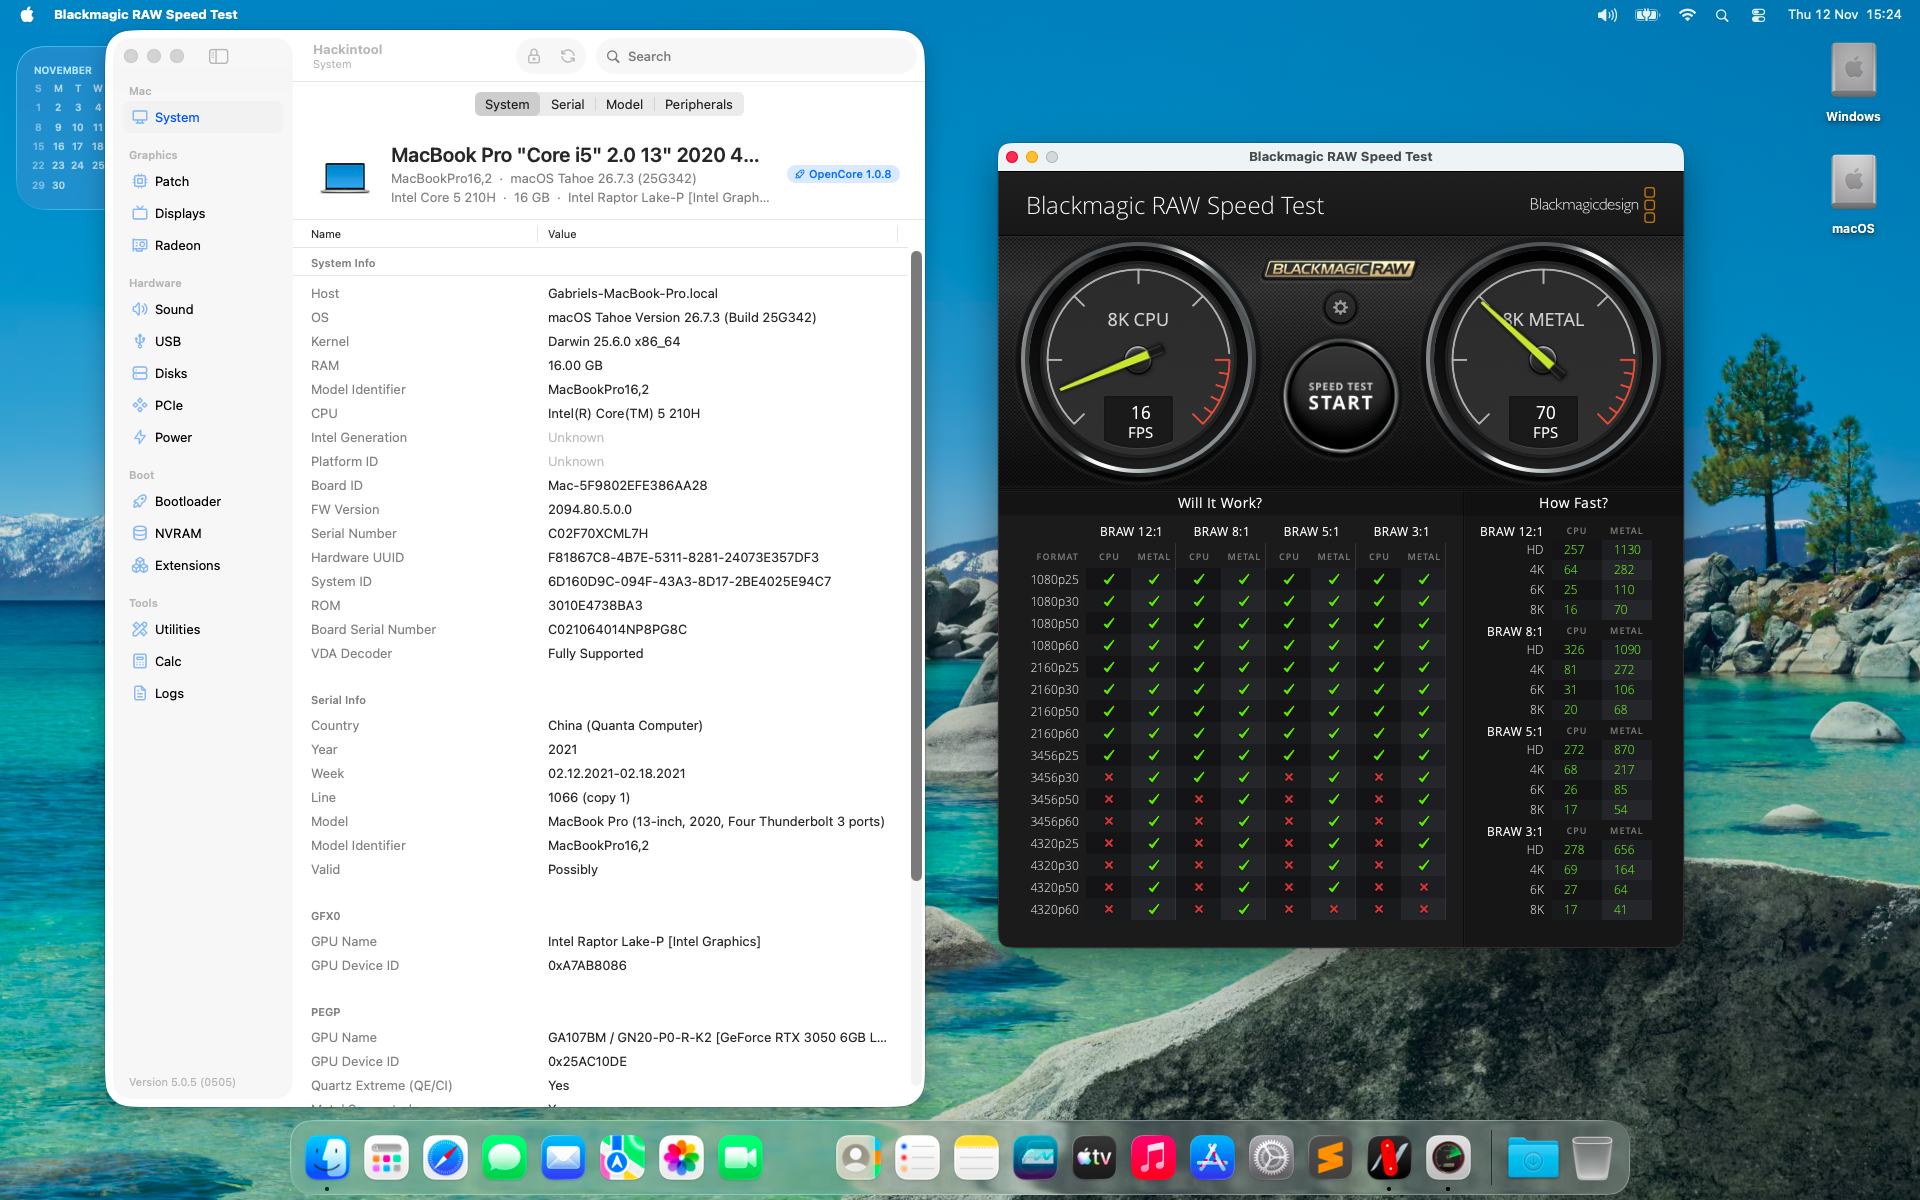 Blackmagic RAW Speed Test
Thu 12 Nov 15:24
NOVEMBER
S M T W
1 2 3 4
8 9 10 11
15 16 17 18
22 23 24 25
29 30
Windows
macOS
Mac
System
Graphics
Patch
Displays
Radeon
Hardware
Sound
USB
Disks
PCIe
Power
Boot
Bootloader
NVRAM
Extensions
Tools
Utilities
Calc
Logs
Version 5.0.5 (0505)
Hackintool
System
Search
System Serial Model Peripherals
MacBook Pro "Core i5" 2.0 13" 2020 4...
MacBookPro16,2 · macOS Tahoe 26.7.3 (25G342)
Intel Core 5 210H · 16 GB · Intel Raptor Lake-P [Intel Graph...
OpenCore 1.0.8
Name Value
System Info
Host Gabriels-MacBook-Pro.local
OS macOS Tahoe Version 26.7.3 (Build 25G342)
Kernel Darwin 25.6.0 x86_64
RAM 16.00 GB
Model Identifier MacBookPro16,2
CPU Intel(R) Core(TM) 5 210H
Intel Generation Unknown
Platform ID Unknown
Board ID Mac-5F9802EFE386AA28
FW Version 2094.80.5.0.0
Serial Number C02F70XCML7H
Hardware UUID F81867C8-4B7E-5311-8281-24073E357DF3
System ID 6D160D9C-094F-43A3-8D17-2BE4025E94C7
ROM 3010E4738BA3
Board Serial Number C021064014NP8PG8C
VDA Decoder Fully Supported
Serial Info
Country China (Quanta Computer)
Year 2021
Week 02.12.2021-02.18.2021
Line 1066 (copy 1)
Model MacBook Pro (13-inch, 2020, Four Thunderbolt 3 ports)
Model Identifier MacBookPro16,2
Valid Possibly
GFX0
GPU Name Intel Raptor Lake-P [Intel Graphics]
GPU Device ID 0xA7AB8086
PEGP
GPU Name GA107BM / GN20-P0-R-K2 [GeForce RTX 3050 6GB L...
GPU Device ID 0x25AC10DE
Quartz Extreme (QE/CI) Yes
Blackmagic RAW Speed Test
Blackmagic RAW Speed Test
Blackmagicdesign
BLACKMAGIC RAW
8K CPU
16
FPS
SPEED TEST
START
8K METAL
70
FPS
Will It Work?
BRAW 12:1 BRAW 8:1 BRAW 5:1 BRAW 3:1
FORMAT CPU METAL CPU METAL CPU METAL CPU METAL
1080p25 ✓ ✓ ✓ ✓ ✓ ✓ ✓ ✓
1080p30 ✓ ✓ ✓ ✓ ✓ ✓ ✓ ✓
1080p50 ✓ ✓ ✓ ✓ ✓ ✓ ✓ ✓
1080p60 ✓ ✓ ✓ ✓ ✓ ✓ ✓ ✓
2160p25 ✓ ✓ ✓ ✓ ✓ ✓ ✓ ✓
2160p30 ✓ ✓ ✓ ✓ ✓ ✓ ✓ ✓
2160p50 ✓ ✓ ✓ ✓ ✓ ✓ ✓ ✓
2160p60 ✓ ✓ ✓ ✓ ✓ ✓ ✓ ✓
3456p25 ✓ ✓ ✓ ✓ ✓ ✓ ✓ ✓
3456p30 × ✓ ✓ ✓ × ✓ × ✓
3456p50 × ✓ × ✓ × ✓ × ✓
3456p60 × ✓ × ✓ × ✓ × ✓
4320p25 × ✓ × ✓ × ✓ × ✓
4320p30 × ✓ × ✓ × ✓ × ✓
4320p50 × ✓ × ✓ × ✓ × ×
4320p60 × ✓ × ✓ × × × ×
How Fast?
BRAW 12:1 CPU METAL
HD 257 1130
4K 64 282
6K 25 110
8K 16 70
BRAW 8:1 CPU METAL
HD 326 1090
4K 81 272
6K 31 106
8K 20 68
BRAW 5:1 CPU METAL
HD 272 870
4K 68 217
6K 26 85
8K 17 54
BRAW 3:1 CPU METAL
HD 278 656
4K 69 164
6K 27 64
8K 17 41
tv